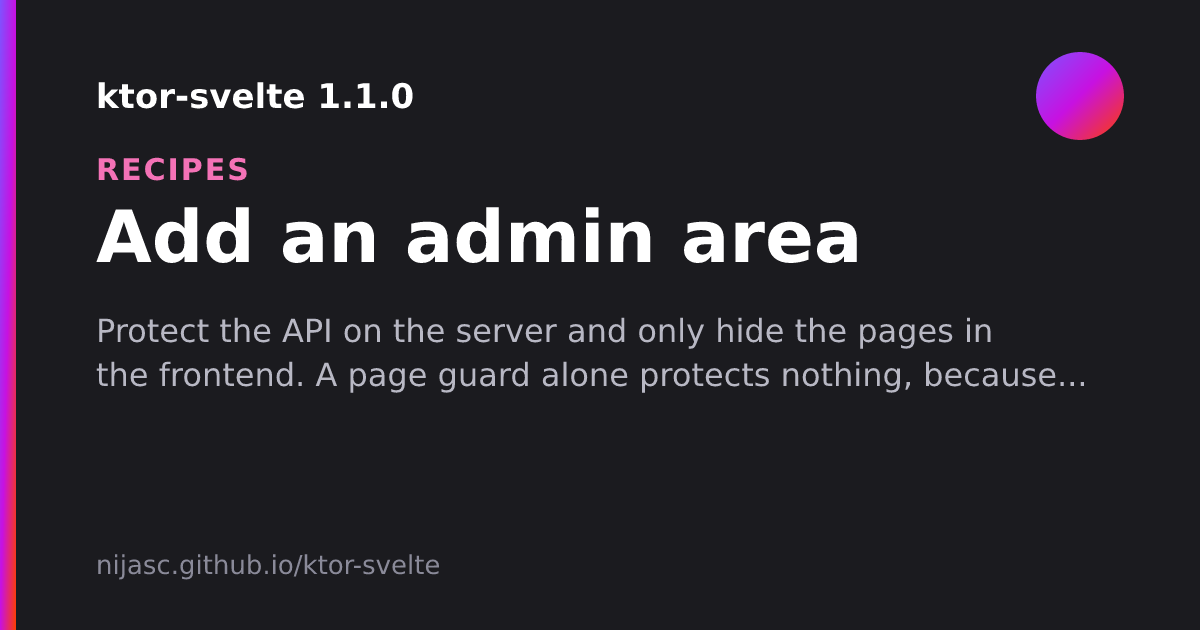 ktor-svelte 1.1.0
RECIPES
Add an admin area
Protect the API on the server and only hide the pages in
the frontend. A page guard alone protects nothing, because...
nijasc.github.io/ktor-svelte